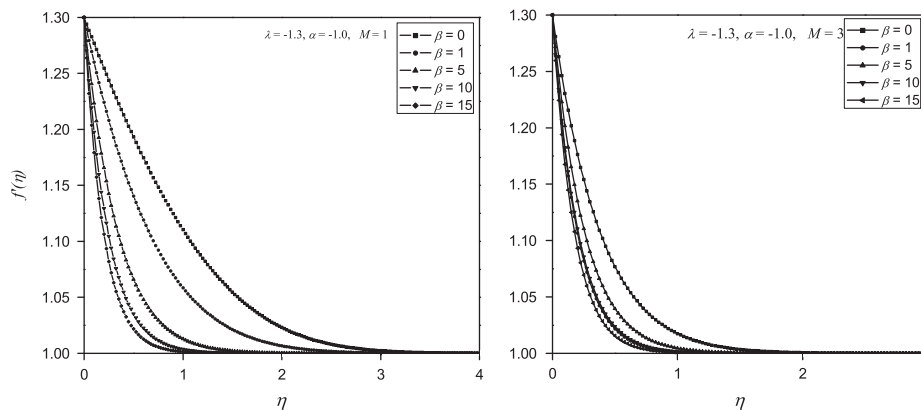 λ = -1.3, α = -1.0, M = 1
β = 0
β = 1
β = 5
β = 10
β = 15
1.30
1.25
1.20
1.15
1.10
1.05
1.00
f'(η)
0 1 2 3 4
η
λ = -1.3, α = -1.0, M = 3
β = 0
β = 1
β = 5
β = 10
β = 15
1.30
1.25
1.20
1.15
1.10
1.05
1.00
0 1 2
η